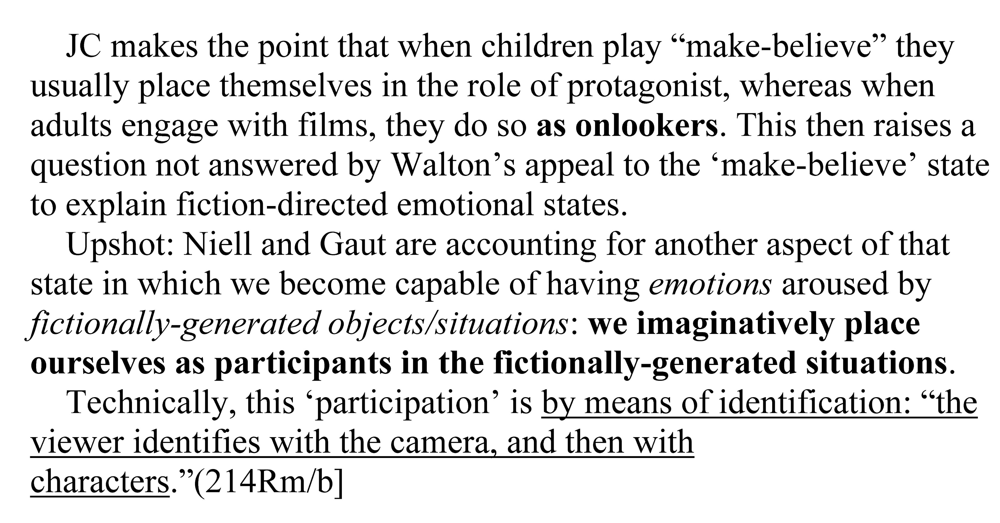 JC makes the point that when children play “make-believe” they
usually place themselves in the role of protagonist, whereas when
adults engage with films, they do so as onlookers. This then raises a
question not answered by Walton’s appeal to the ‘make-believe’ state
to explain fiction-directed emotional states.
Upshot: Niell and Gaut are accounting for another aspect of that
state in which we become capable of having emotions aroused by
fictionally-generated objects/situations: we imaginatively place
ourselves as participants in the fictionally-generated situations.
Technically, this ‘participation’ is by means of identification: “the
viewer identifies with the camera, and then with
characters.”(214Rm/b]